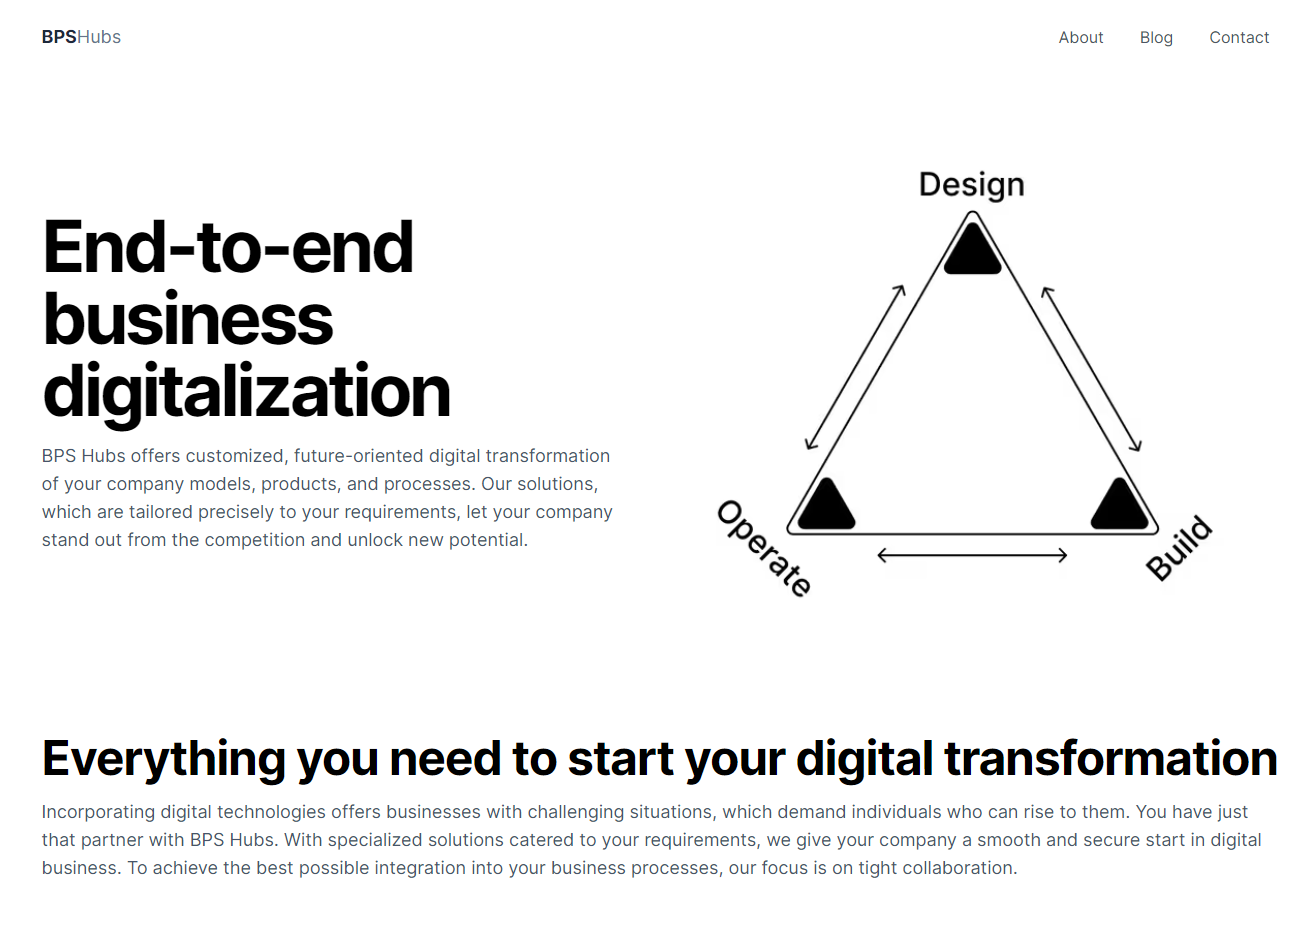 BPSHubs
About
Blog
Contact
End-to-end
business
digitalization
BPS Hubs offers customized, future-oriented digital transformation
of your company models, products, and processes. Our solutions,
which are tailored precisely to your requirements, let your company
stand out from the competition and unlock new potential.
Design
Operate
Build
Everything you need to start your digital transformation
Incorporating digital technologies offers businesses with challenging situations, which demand individuals who can rise to them. You have just
that partner with BPS Hubs. With specialized solutions catered to your requirements, we give your company a smooth and secure start in digital
business. To achieve the best possible integration into your business processes, our focus is on tight collaboration.